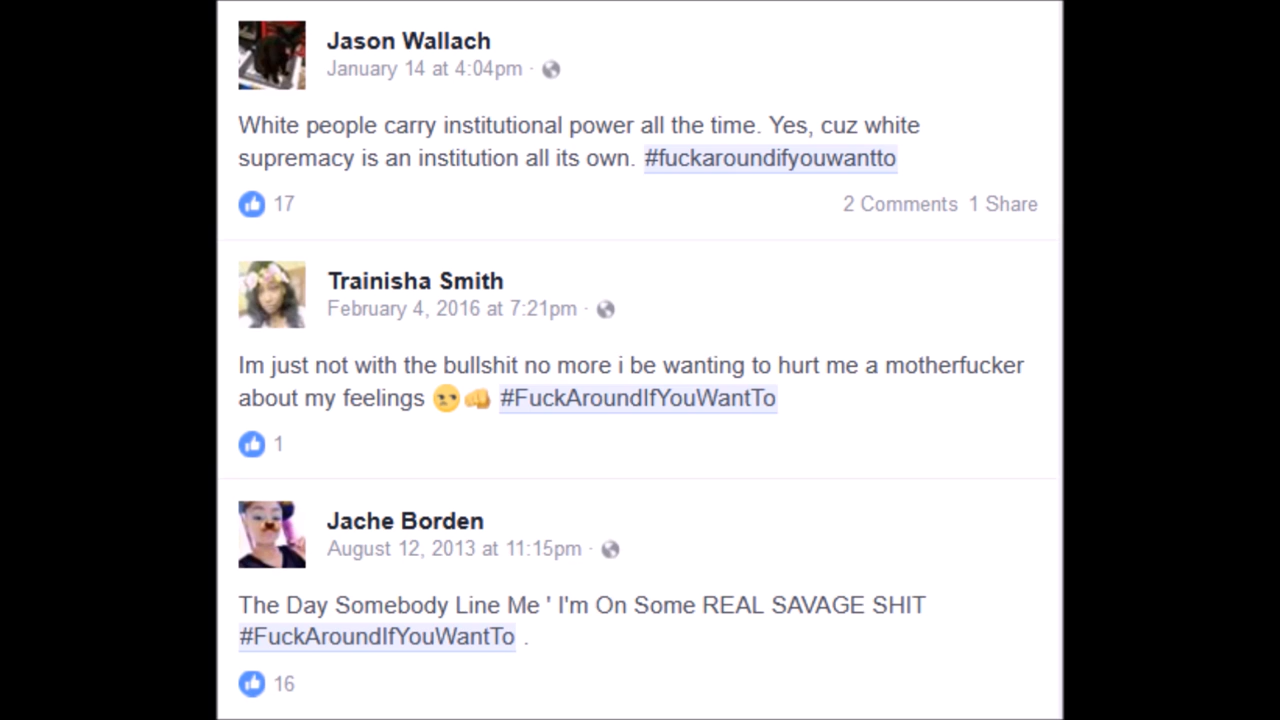 Jason Wallach
January 14 at 4:04pm ·
White people carry institutional power all the time. Yes, cuz white
supremacy is an institution all its own. #fuckaroundifyouwantto
17
2 Comments 1 Share
Trainisha Smith
February 4, 2016 at 7:21pm ·
Im just not with the bullshit no more i be wanting to hurt me a motherfucker
about my feelings 😒👊 #FuckAroundIfYouWantTo
1
Jache Borden
August 12, 2013 at 11:15pm ·
The Day Somebody Line Me ' I'm On Some REAL SAVAGE SHIT
#FuckAroundIfYouWantTo .
16